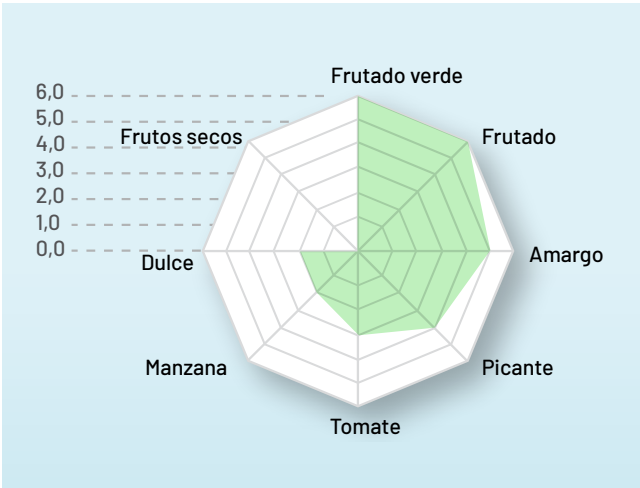 Frutado verde
6,0
5,0
Frutos secos
Frutado
4,0
3,0
2,0
1,0
0,0
Dulce
Amargo
Manzana
Picante
Tomate